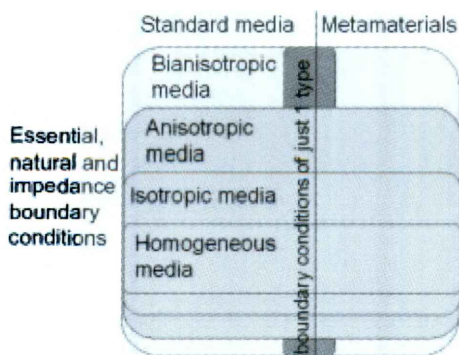 Standard media
Metamaterials
Bianisotropic
media
Anisotropic
media
Essential,
natural and
impedance
boundary
conditions
Isotropic media
Homogeneous
media
boundary conditions of just 1 type